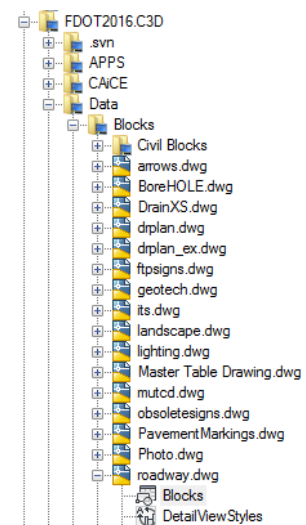 FDOT2016.C3D
.svn
APPS
CAiCE
Data
Blocks
Civil Blocks
arrows.dwg
BoreHOLE.dwg
DrainXS.dwg
drplan.dwg
drplan_ex.dwg
ftpsigns.dwg
geotech.dwg
its.dwg
landscape.dwg
lighting.dwg
Master Table Drawing.dwg
mutcd.dwg
obsoletesigns.dwg
PavementMarkings.dwg
Photo.dwg
roadway.dwg
Blocks
DetailViewStyles